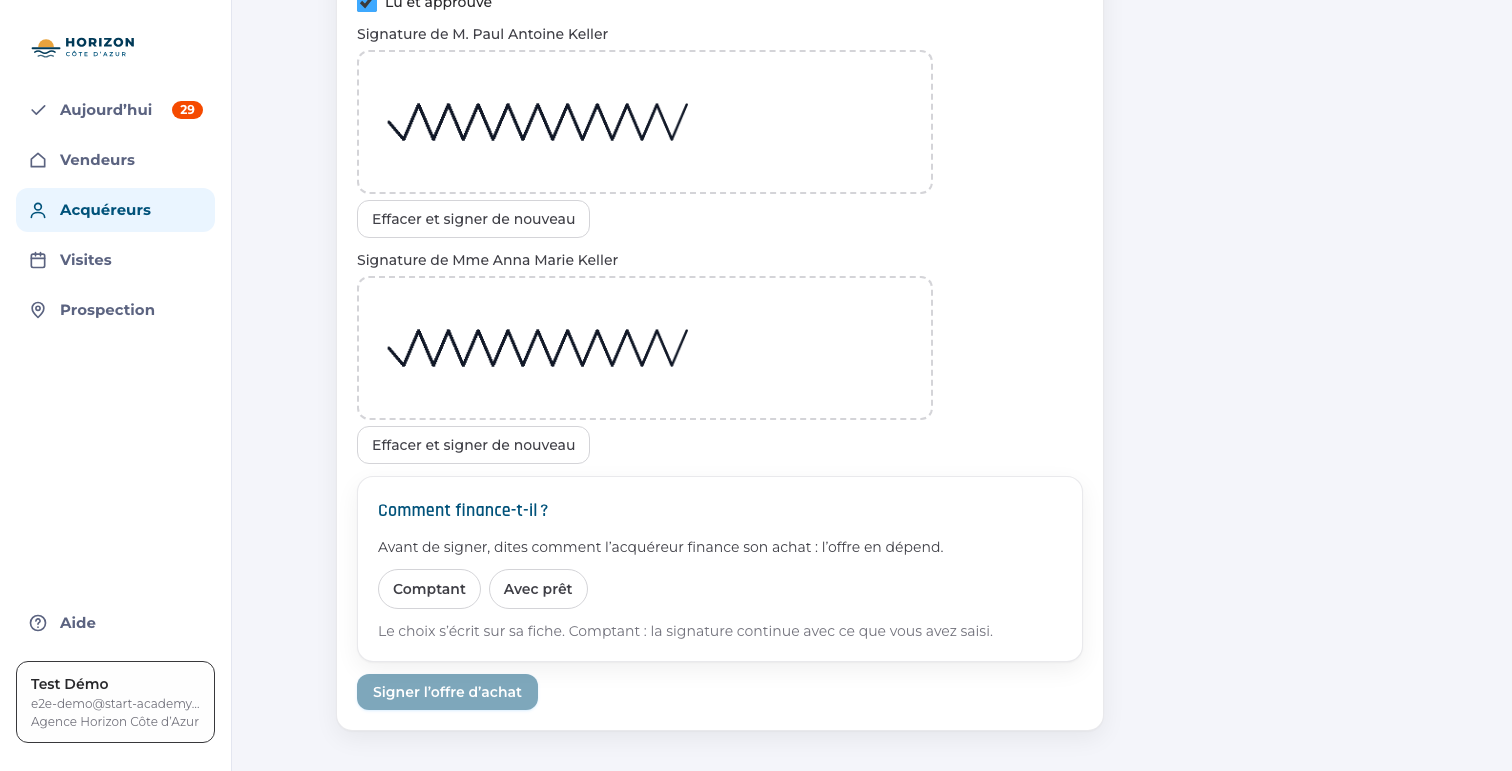 HORIZON
CÔTE D'AZUR
Aujourd’hui 29
Vendeurs
Acquéreurs
Visites
Prospection
Aide
Test Démo
e2e-demo@start-academy...
Agence Horizon Côte d’Azur
Lu et approuvé
Signature de M. Paul Antoine Keller
Effacer et signer de nouveau
Signature de Mme Anna Marie Keller
Effacer et signer de nouveau
Comment finance-t-il ?
Avant de signer, dites comment l’acquéreur finance son achat : l’offre en dépend.
Comptant
Avec prêt
Le choix s’écrit sur sa fiche. Comptant : la signature continue avec ce que vous avez saisi.
Signer l’offre d’achat